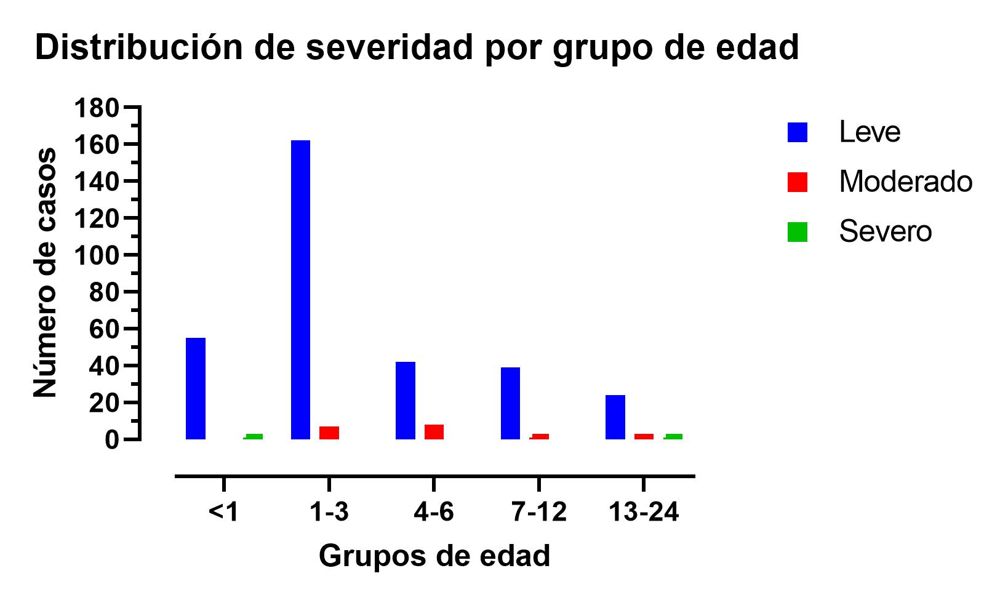 Distribución de severidad por grupo de edad
180
160
140
120
100
80
60
40
20
0
Número de casos
<1
1-3
4-6
7-12
13-24
Grupos de edad
Leve
Moderado
Severo